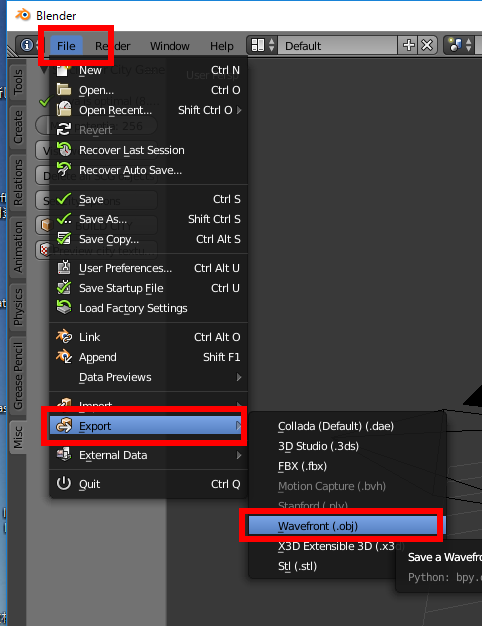 Blender
File Render Window Help Default
New Ctrl N
Open... Ctrl O
Open Recent... Shift Ctrl O
Revert
Recover Last Session
Recover Auto Save...
Save Ctrl S
Save As... Shift Ctrl S
Save Copy... Ctrl Alt S
User Preferences... Ctrl Alt U
Save Startup File Ctrl U
Load Factory Settings
Link Ctrl Alt O
Append Shift F1
Data Previews
Import
Export
External Data
Quit Ctrl Q
Collada (Default) (.dae)
3D Studio (.3ds)
FBX (.fbx)
Motion Capture (.bvh)
Stanford (.ply)
Wavefront (.obj)
X3D Extensible 3D (.x3d
Stl (.stl)
Save a Wavefro
Python: bpy.
Tools
Create
Relations
Animation
Physics
Grease Pencil
Misc